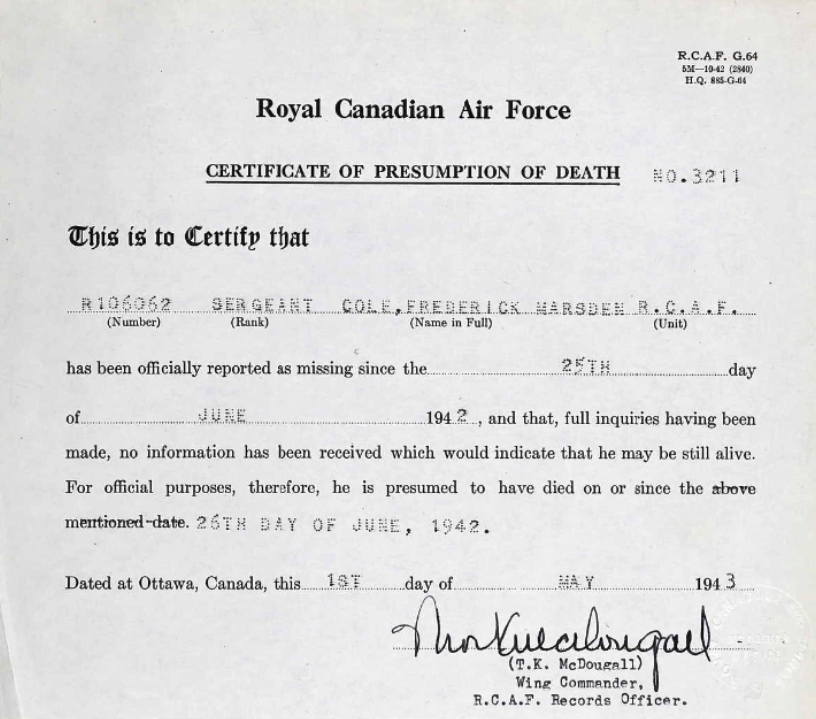 R.C.A.F. G.64
5M—10-42 (2840)
H.Q. 885-G-64
Royal Canadian Air Force
CERTIFICATE OF PRESUMPTION OF DEATH NO.3211
This is to Certify that
R106062 SERGEANT COLE,FREDERICK MARSDEN R.C.A.F.
(Number) (Rank) (Name in Full) (Unit)
has been officially reported as missing since the 25TH day
of JUNE 1942, and that, full inquiries having been
made, no information has been received which would indicate that he may be still alive.
For official purposes, therefore, he is presumed to have died on or since the above
mentioned date. 26TH DAY OF JUNE, 1942.
Dated at Ottawa, Canada, this 1ST day of MAY 1943
(T.K. McDougall)
Wing Commander,
R.C.A.F. Records Officer.